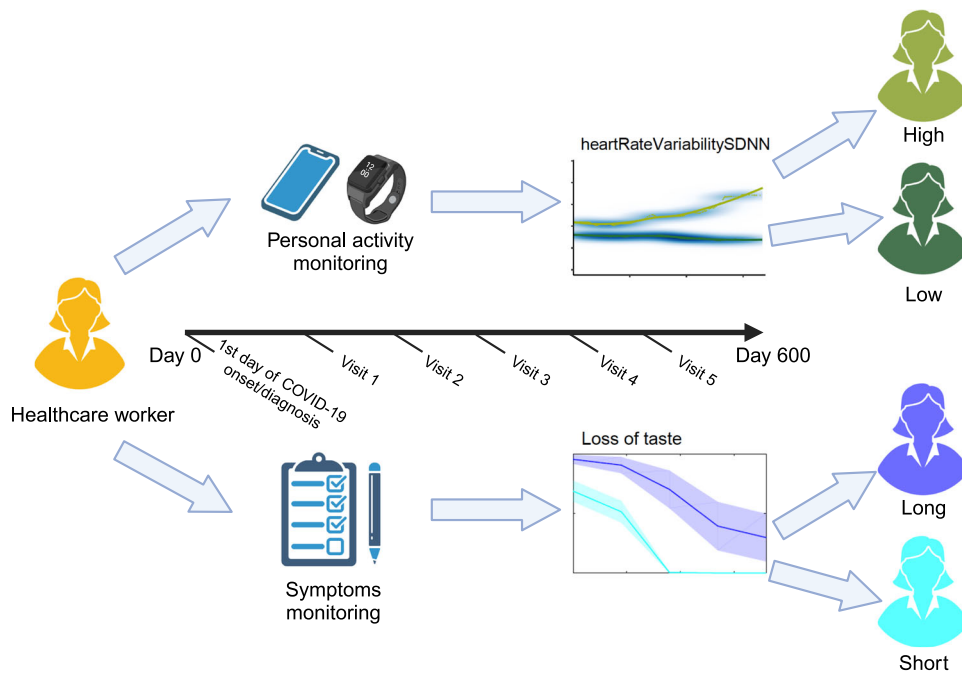 High
heartRateVariabilitySDNN
12
00
Personal activity
monitoring
Low
Day 0
Day 600
1st day of COVID-19
onset/diagnosis
Visit 1
Visit 2
Visit 3
Visit 4
Visit 5
Healthcare worker
Loss of taste
Long
Symptoms
monitoring
Short